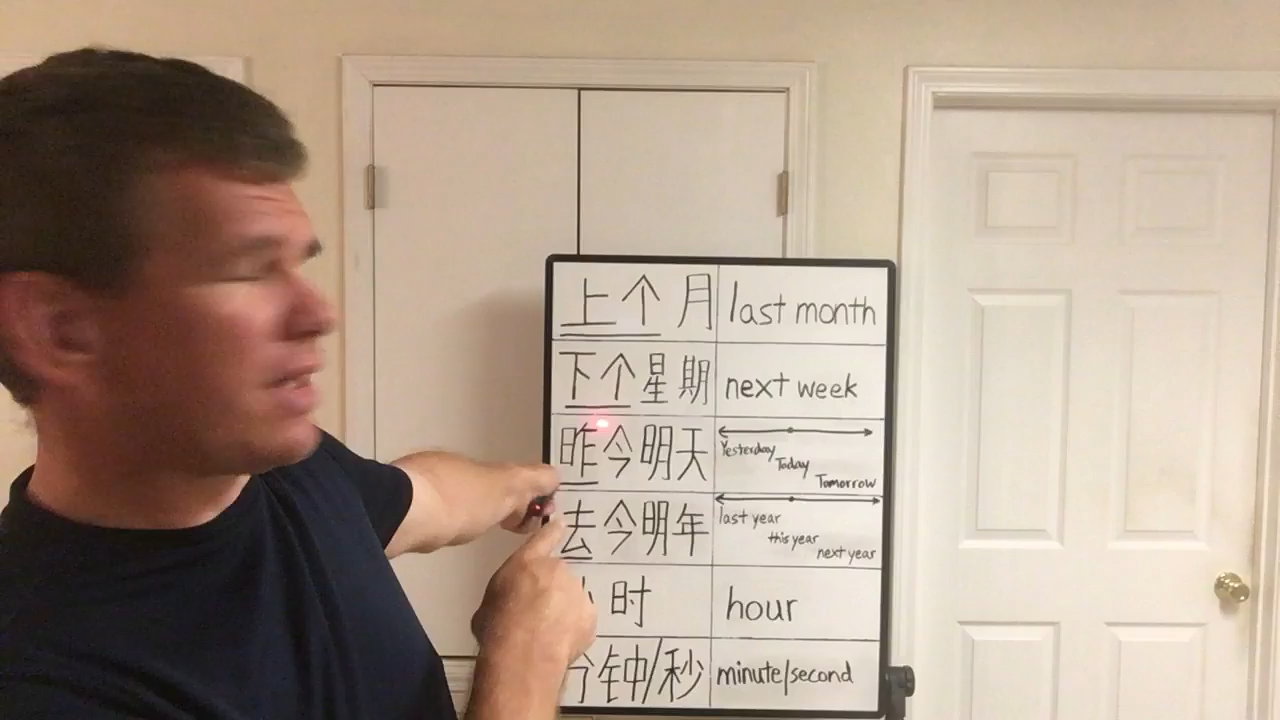 上个月 last month
下个星期 next week
昨今明天 Yesterday Today Tomorrow
去今明年 last year this year next year
时 hour
钟/秒 minute/second